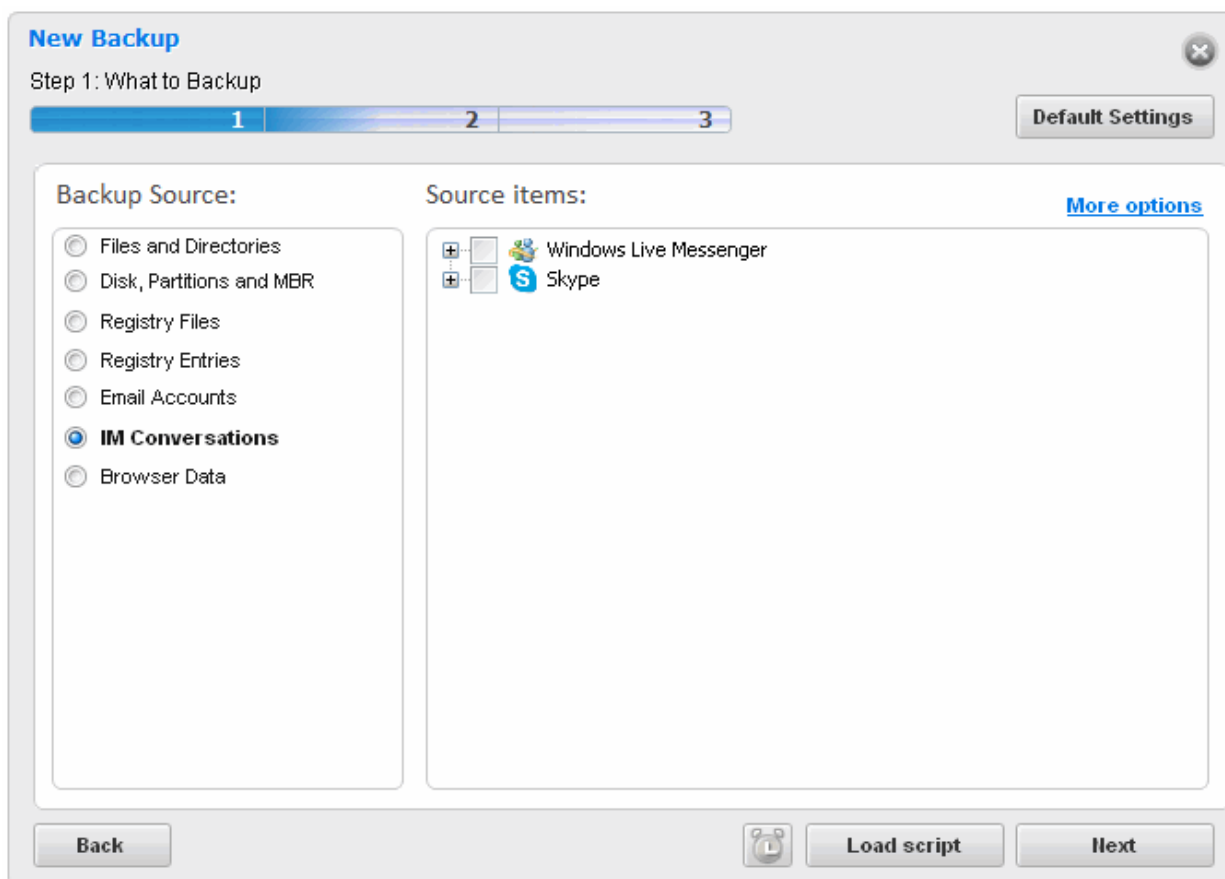 New Backup
Step 1: What to Backup
1 2 3
Default Settings
Backup Source:
Source items:
More options
Files and Directories
Disk, Partitions and MBR
Registry Files
Registry Entries
Email Accounts
IM Conversations
Browser Data
Windows Live Messenger
Skype
Back
Load script
Next